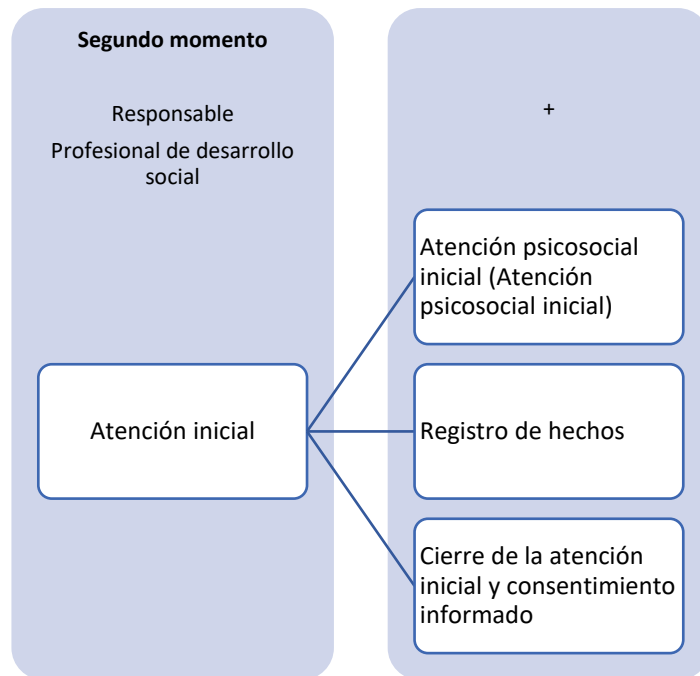 Segundo momento
Responsable
Profesional de desarrollo
social
Atención inicial
+
Atención psicosocial
inicial (Atención
psicosocial inicial)
Registro de hechos
Cierre de la atención
inicial y consentimiento
informado